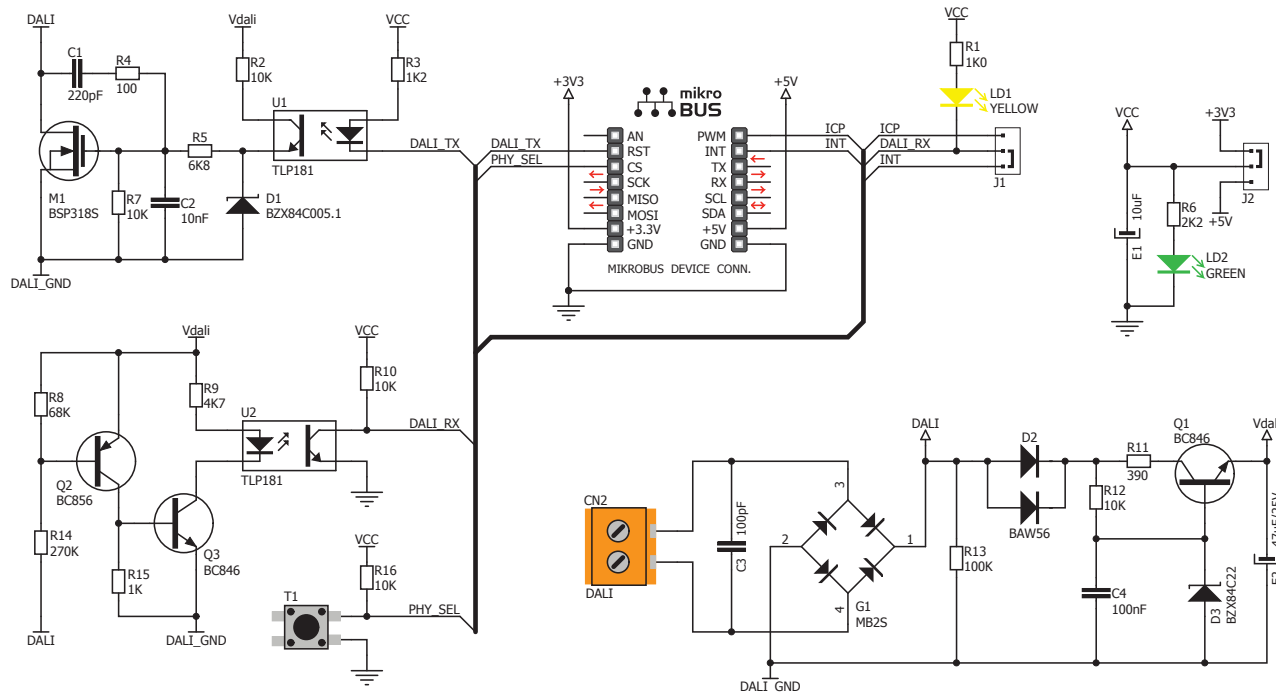 DALI
C1
220pF
R4
100
M1
BSP318S
R7
10K
C2
10nF
R5
6K8
D1
BZX84C005.1
DALI_GND
Vdali
R2
10K
U1
TLP181
VCC
R3
1K2
DALI_TX
DALI_TX
PHY_SEL
+3V3
mikro
BUS
+5V
AN
RST
CS
SCK
MISO
MOSI
+3.3V
GND
PWM
INT
TX
RX
SCL
SDA
+5V
GND
MIKROBUS DEVICE CONN.
ICP
INT
ICP
DALI_RX
INT
VCC
R1
1K0
LD1
YELLOW
J1
VCC
10uF
E1
R6
2K2
LD2
GREEN
+3V3
J2
+5V
Vdali
R8
68K
Q2
BC856
R14
270K
DALI
R9
4K7
U2
TLP181
Q3
BC846
R15
1K
DALI_GND
VCC
R10
10K
DALI_RX
VCC
R16
10K
PHY_SEL
T1
CN2
DALI
100pF
C3
3
2
1
4
G1
MB2S
DALI_GND
DALI
R13
100K
D2
BAW56
R11
390
R12
10K
C4
100nF
Q1
BC846
D3
BZX84C22